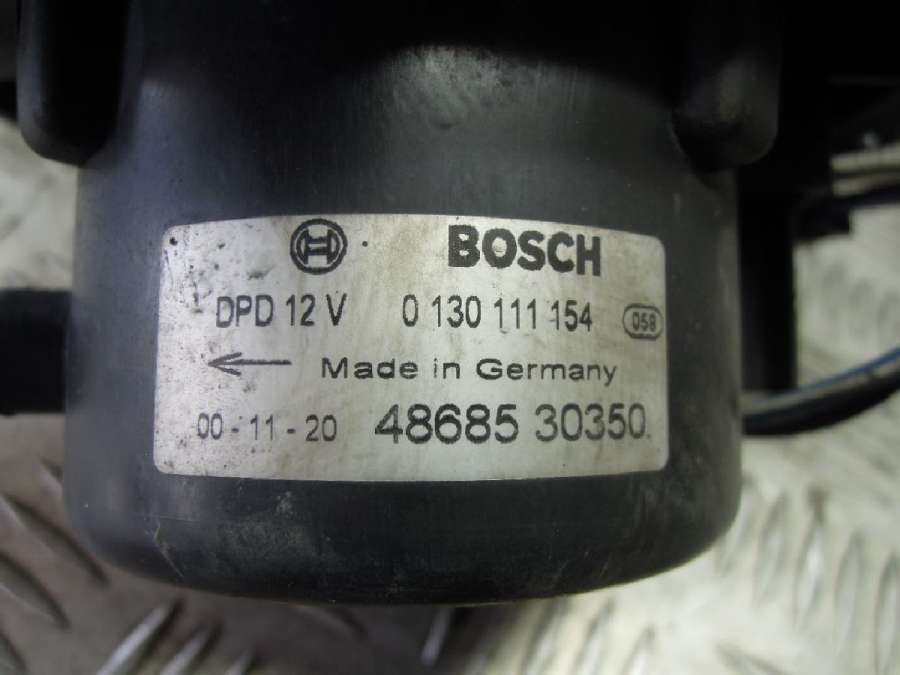 BOSCH
DPD 12 V 0 130 111 154 058
Made in Germany
00-11-20 48685 30350